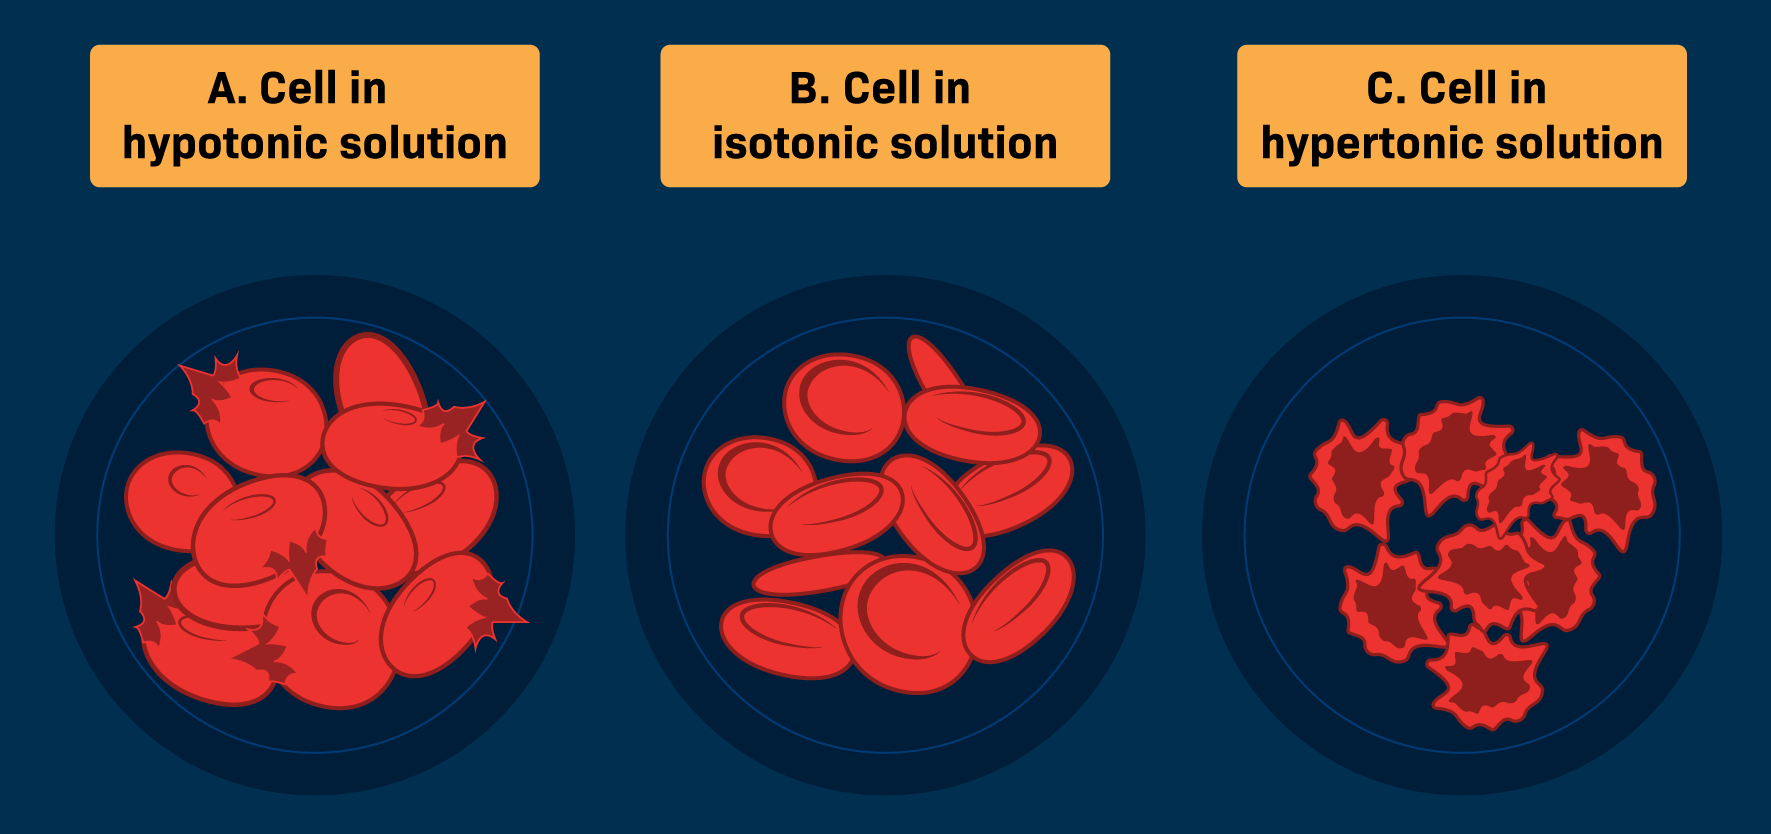 A. Cell in
hypotonic solution
B. Cell in
isotonic solution
C. Cell in
hypertonic solution